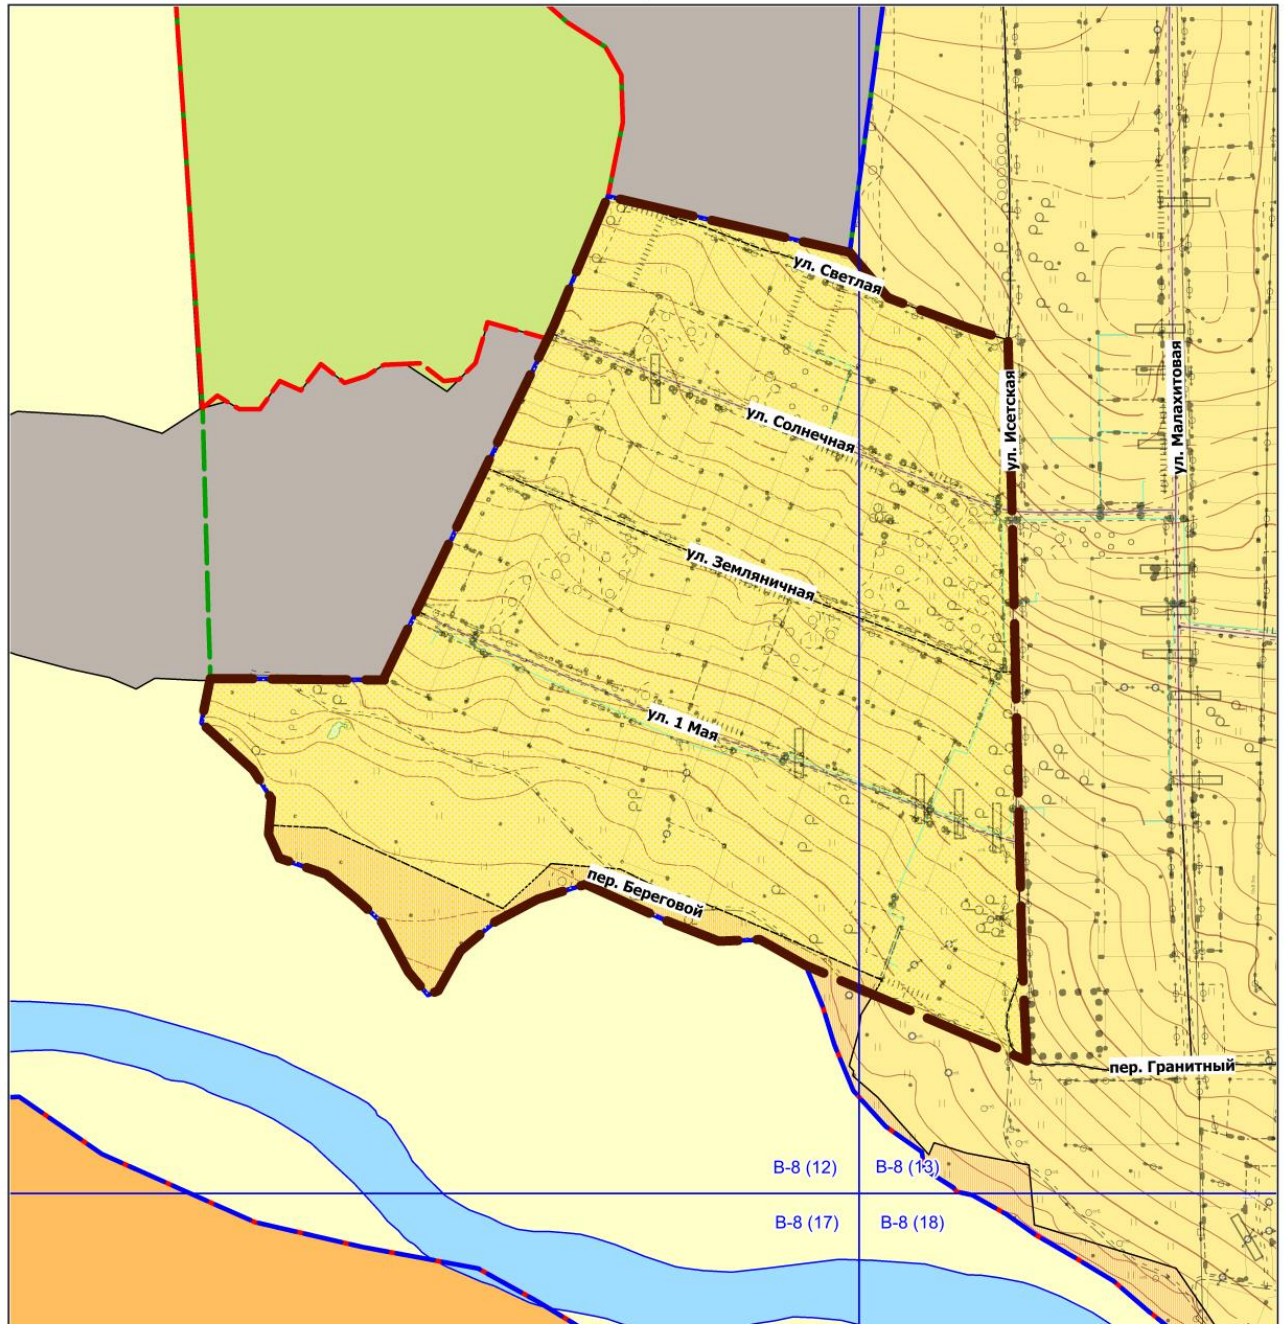 ул. Светлая
ул. Солнечная
ул. Исетская
ул. Малахитовая
ул. Земляничная
ул. 1 Мая
пер. Береговой
пер. Гранитный
В-8 (12)
В-8 (13)
В-8 (17)
В-8 (18)